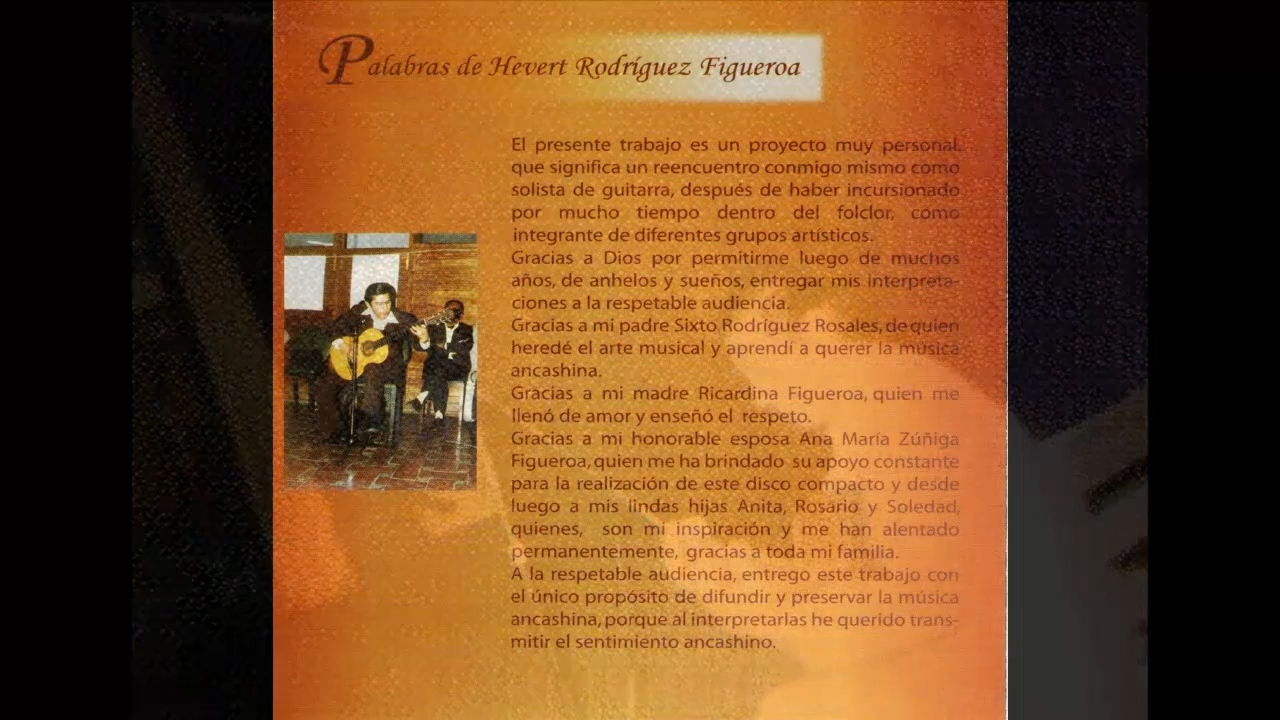 Palabras de Hevert Rodríguez Figueroa
El presente trabajo es un proyecto muy personal,
que significa un reencuentro conmigo mismo como
solista de guitarra, después de haber incursionado
por mucho tiempo dentro del folclor, como
integrante de diferentes grupos artísticos.
Gracias a Dios por permitirme luego de muchos
años, de anhelos y sueños, entregar mis interpreta-
ciones a la respetable audiencia.
Gracias a mi padre Sixto Rodríguez Rosales, de quien
heredé el arte musical y aprendí a querer la música
ancashina.
Gracias a mi madre Ricardina Figueroa, quien me
llenó de amor y enseñó el respeto.
Gracias a mi honorable esposa Ana María Zúñiga
Figueroa, quien me ha brindado su apoyo constante
para la realización de este disco compacto y desde
luego a mis lindas hijas Anita, Rosario y Soledad,
quienes, son mi inspiración y me han alentado
permanentemente, gracias a toda mi familia.
A la respetable audiencia, entrego este trabajo con
el único propósito de difundir y preservar la música
ancashina, porque al interpretarlas he querido trans-
mitir el sentimiento ancashino.